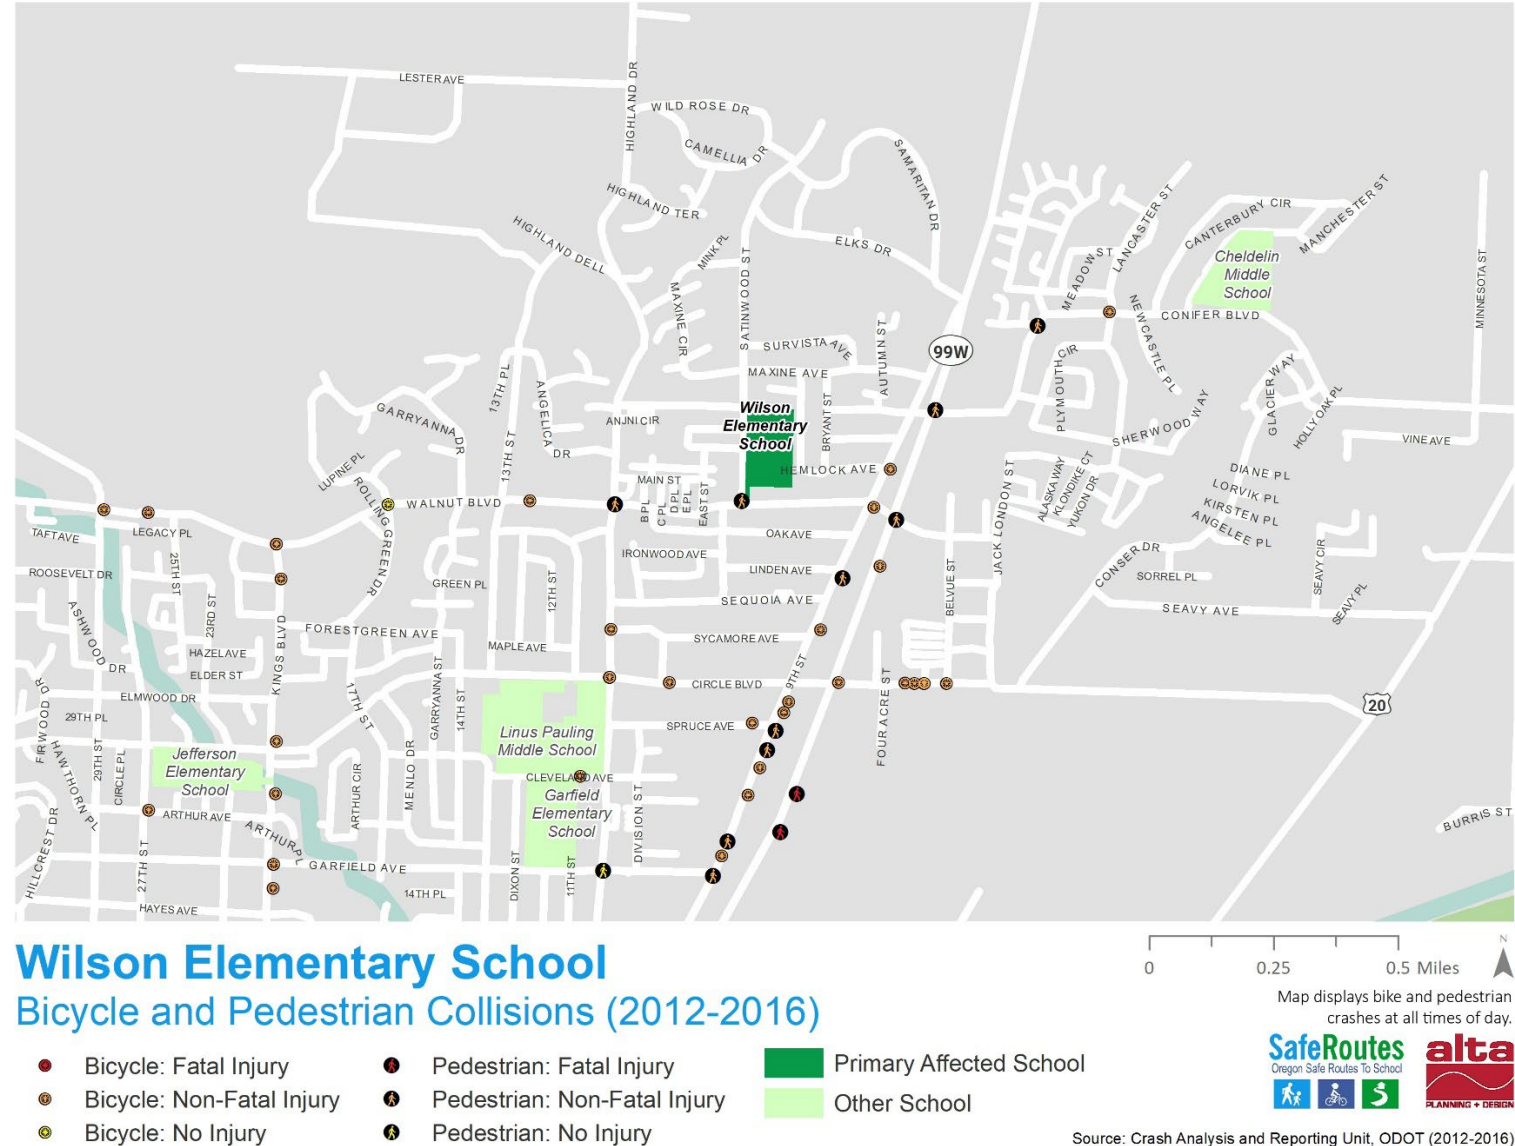 LESTER AVE
HIGHLAND DR
WILD ROSE DR
CAMELLIA DR
SAMARITAN DR
HIGHLAND TER
HIGHLAND DELL
MINK PL
SATINWOOD ST
ELKS DR
LANCASTER ST
CANTERBURY CIR
MANCHESTER ST
MEADOW ST
Cheldelin
Middle
School
MINNESOTA ST
MAXINE CIR
NEWCASTLE PL
CONIFER BLVD
SURVISTA AVE
AUTUMN ST
99W
MAXINE AVE
PLYMOUTH CIR
GLACIER WAY
HOLLY OAK PL
13TH PL
ANGELICA DR
GARRYANNA DR
ANJNI CIR
Wilson
Elementary
School
BRYANT ST
SHERWOOD WAY
VINE AVE
13TH ST
LUPINE PL
ROLLING GREEN DR
HEMLOCK AVE
MAIN ST
B PL
C PL
D PL
E PL
EAST ST
WALNUT BLVD
JACK LONDON ST
ALASKA WAY
KLONDIKE CT
YUKON DR
DIANE PL
LORVIK PL
KIRSTEN PL
ANGELEE PL
TAFT AVE
LEGACY PL
OAK AVE
IRONWOOD AVE
LINDEN AVE
SEQUOIA AVE
BELVUE ST
CONSER DR
SORREL PL
SEAVY AVE
SEAVY CIR
SEAVY PL
ROOSEVELT DR
25TH ST
23RD ST
ASHWOOD DR
GREEN PL
12TH ST
KINGS BLVD
FORESTGREEN AVE
HAZEL AVE
ELDER ST
MAPLE AVE
SYCAMORE AVE
9TH ST
CIRCLE BLVD
FOUR ACRE ST
20
FIRWOOD DR
ELMWOOD DR
29TH PL
17TH ST
GARRYANNA ST
14TH ST
SPRUCE AVE
Linus Pauling
Middle School
HAWTHORN PL
29TH ST
CIRCLE PL
Jefferson
Elementary
School
CLEVELAND AVE
Garfield
Elementary
School
ARTHUR CIR
MENLO DR
DIVISION ST
HILLCREST DR
ARTHUR AVE
ARTHUR PL
27TH ST
GARFIELD AVE
14TH PL
DIXON ST
11TH ST
HAYES AVE
BURRIS ST
Wilson Elementary School
Bicycle and Pedestrian Collisions (2012-2016)
Bicycle: Fatal Injury
Bicycle: Non-Fatal Injury
Bicycle: No Injury
Pedestrian: Fatal Injury
Pedestrian: Non-Fatal Injury
Pedestrian: No Injury
Primary Affected School
Other School
0 0.25 0.5 Miles
N
Map displays bike and pedestrian
crashes at all times of day.
SafeRoutes
Oregon Safe Routes To School
alta
PLANNING + DESIGN
Source: Crash Analysis and Reporting Unit, ODOT (2012-2016)